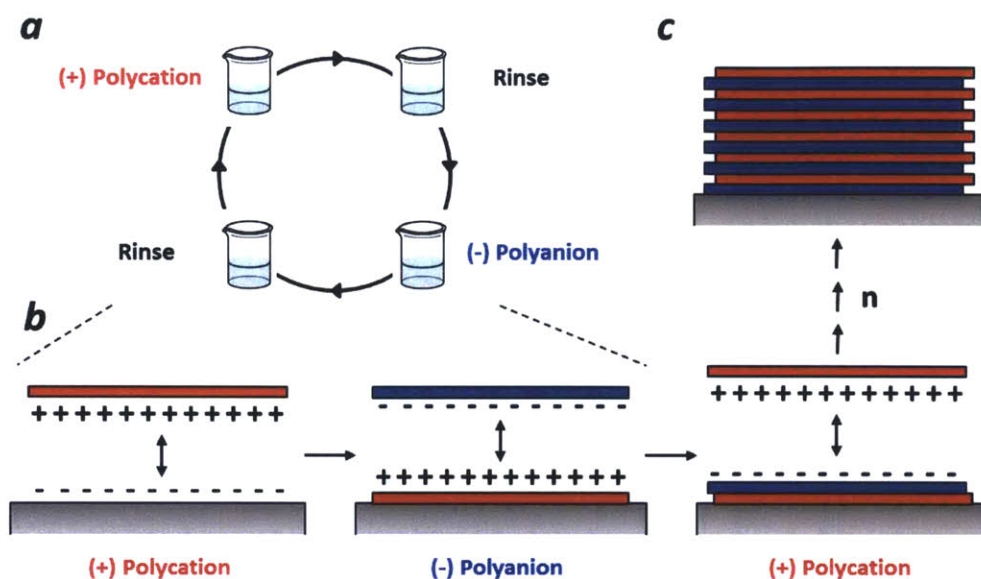 a
c
(+) Polycation
Rinse
Rinse
(-) Polyanion
n
b
+ + + + + + + + + + + +
- - - - - - - - - - - -
(+) Polycation
- - - - - - - - - - - -
+ + + + + + + + + + + +
(-) Polyanion
+ + + + + + + + + + + +
- - - - - - - - - - -
(+) Polycation